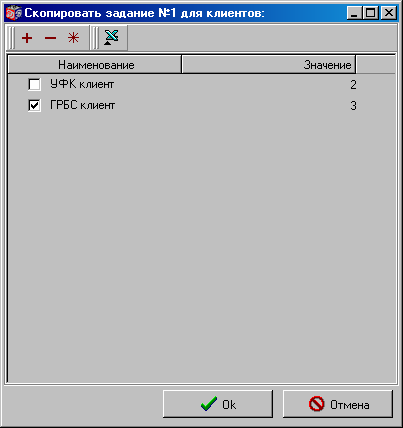 Скопировать задание №1 для клиентов:
Наименование Значение
УФК клиент 2
ГРБС клиент 3
Ok Отмена